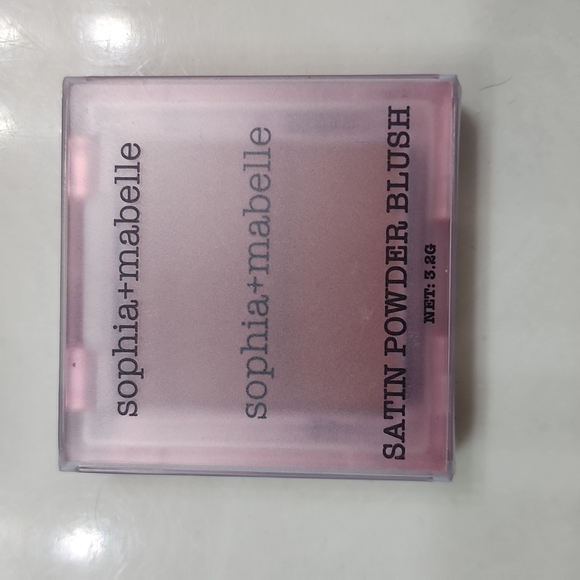 sophia+mabelle
sophia+mabelle
SATIN POWDER BLUSH
NET: 3.2G